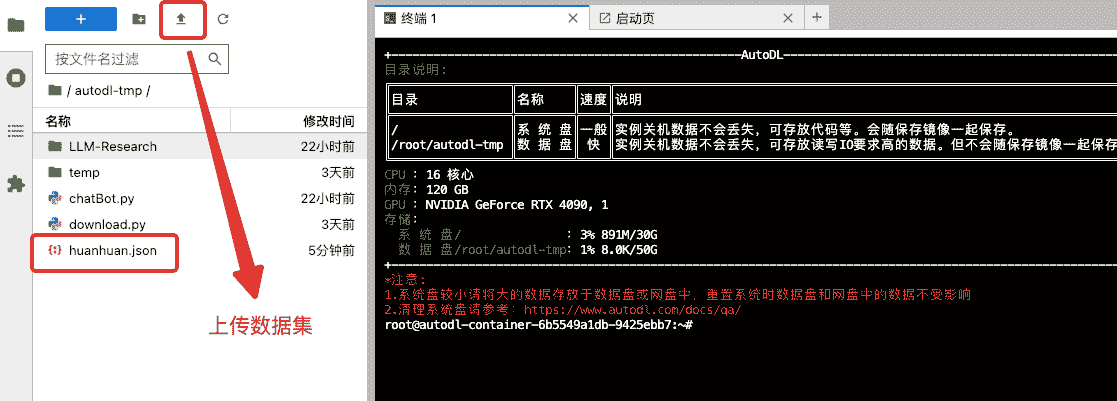 按文件名过滤
/ autodl-tmp /
名称 修改时间
LLM-Research 22小时前
temp 3天前
chatBot.py 22小时前
download.py 3天前
huanhuan.json 5分钟前
上传数据集
终端 1
启动页
AutoDL
目录说明:
目录 名称 速度 说明
/ 系统盘 一般 实例关机数据不会丢失，可存放代码等。会随保存镜像一起保存。
/root/autodl-tmp 数据盘 快 实例关机数据不会丢失，可存放读写IO要求高的数据。但不会随保存镜像一起保存
CPU : 16 核心
内存: 120 GB
GPU : NVIDIA GeForce RTX 4090, 1
存储:
系统盘/ : 3% 891M/30G
数据盘/root/autodl-tmp: 1% 8.0K/50G
*注意:
1.系统盘较小请将大的数据存放于数据盘或网盘中，重置系统时数据盘和网盘中的数据不受影响
2.清理系统盘请参考: https://www.autodl.com/docs/qa/
root@autodl-container-6b5549a1db-9425ebb7:~#